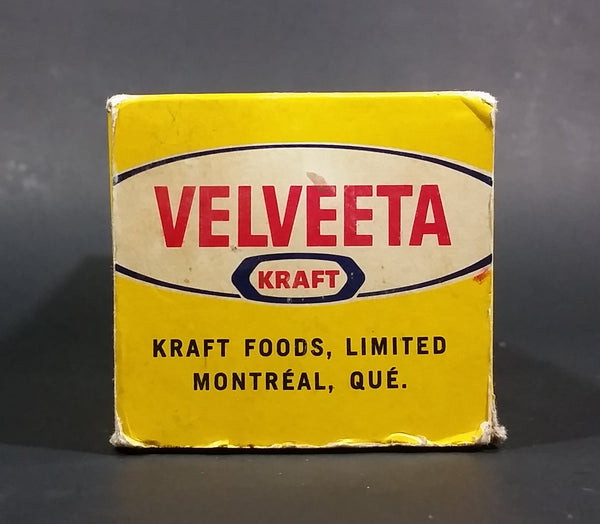 VELVEETA
KRAFT
KRAFT FOODS, LIMITED
MONTRÉAL, QUÉ.